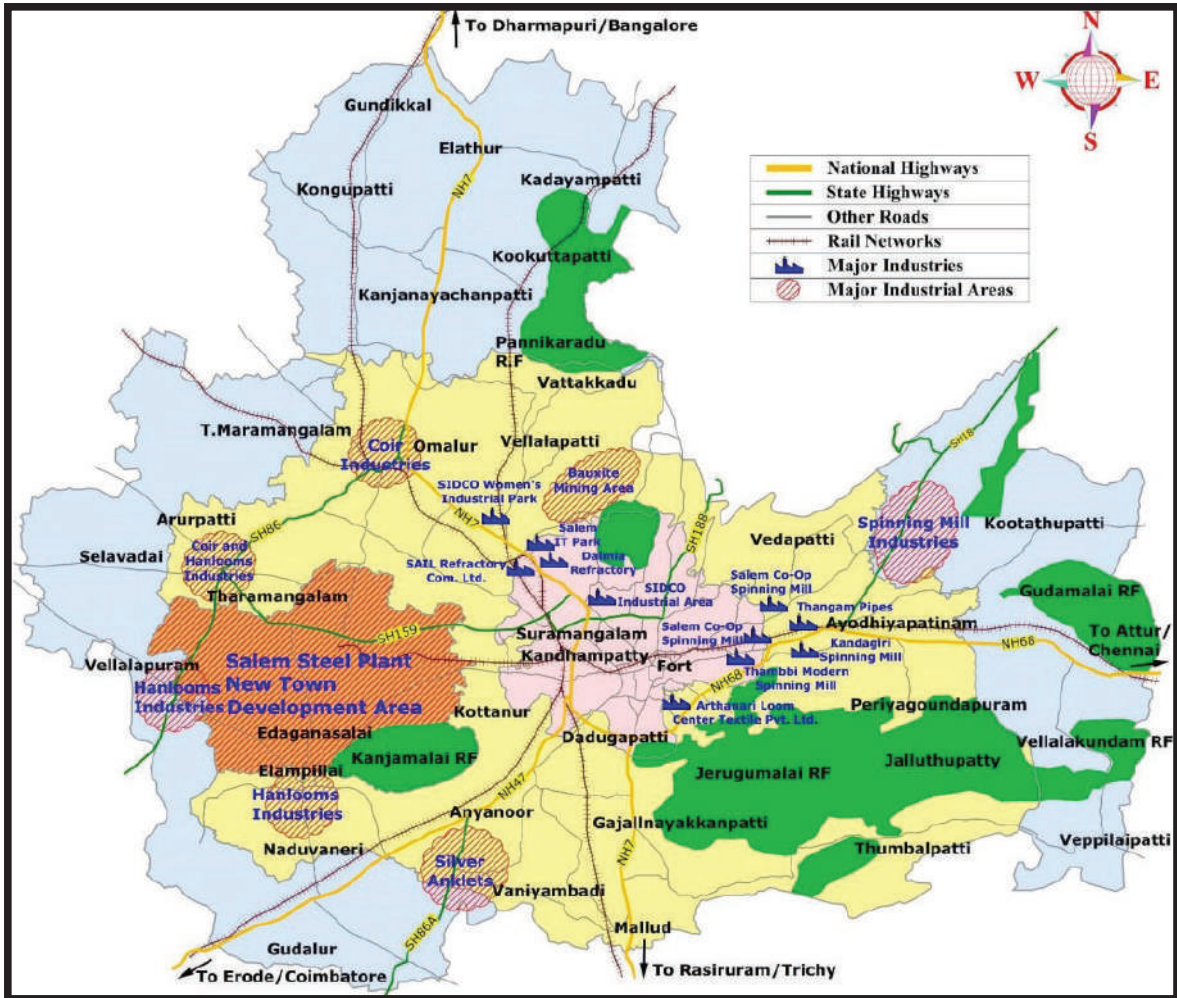 To Dharmapuri/Bangalore
N
W
E
S
Gundikkal
Elathur
Kongupatti
Kadayampatti
NH7
National Highways
State Highways
Other Roads
Rail Networks
Major Industries
Major Industrial Areas
Kookuttapatti
Kanjanayachanpatti
Pannikaradu
R.F
Vattakkadu
T.Maramangalam
Coir
Industries
Omalur
Vellalapatti
SH18
SIDCO Women's
Industrial Park
Bauxite
Mining Area
NH7
Arurpatti
SH86
Salem
IT Park
SH188
Vedapatti
Spinning Mill
Industries
Kootathupatti
Selavadai
Coir and
Hanlooms
Industries
SAIL Refractory
Com. Ltd.
Dalmia
Refractory
Tharamangalam
SIDCO
Industrial Area
Salem Co-Op
Spinning Mill
Thangam Pipes
Gudamalai RF
SH159
Suramangalam
Salem Co-Op
Spinning Mill
Ayodhiyapatinam
To Attur/
Chennai
NH68
Vellalapuram
Salem Steel Plant
New Town
Development Area
Kandhampatty
Fort
Kandagiri
Spinning Mill
Thambbi Modern
Spinning Mill
NH68
Hanlooms
Industries
Kottanur
Arthanari Loom
Center Textile Pvt. Ltd.
Periyagoundapuram
Edaganasalai
Dadugapatti
Vellalakundam RF
Kanjamalai RF
Jerugumalai RF
Jalluthupatty
Elampillai
Hanlooms
Industries
NH47
Anyanoor
Gajallnayakkanpatti
NH7
Naduvaneri
Thumbalpatti
Veppilaipatti
Silver
Anklets
Vaniyambadi
Mallud
SH86A
Gudalur
To Erode/Coimbatore
To Rasiruram/Trichy